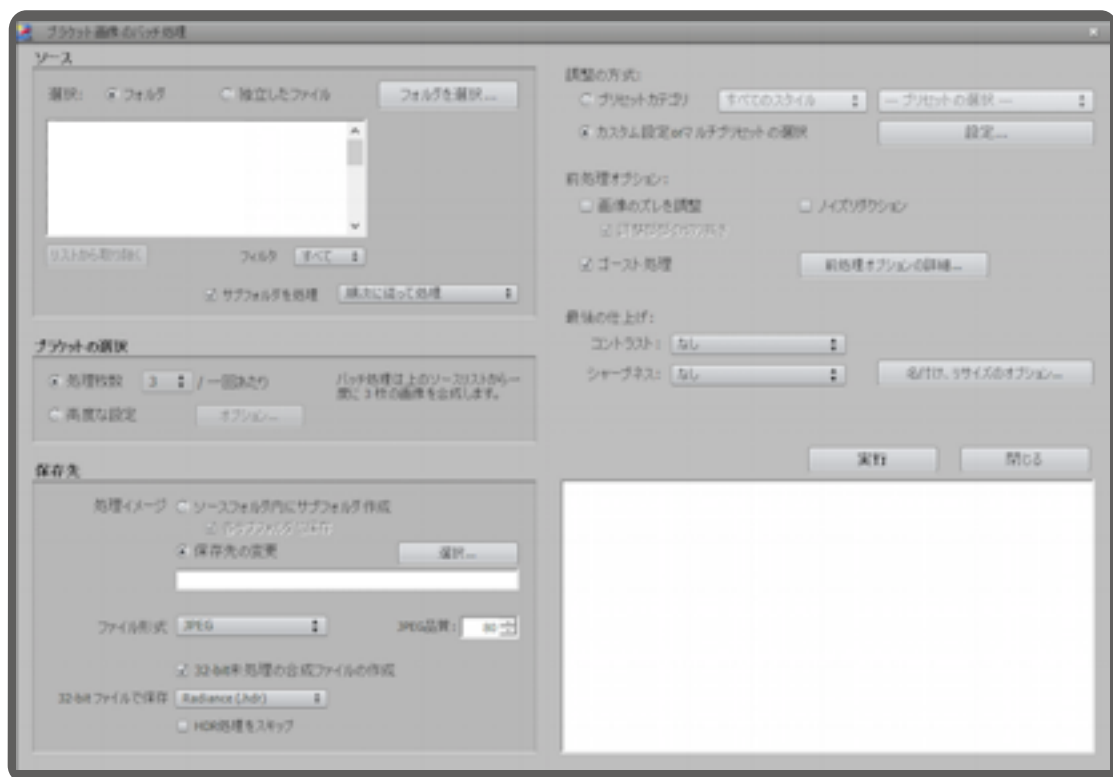 ブラケット画像のバッチ処理
ソース
選択: フォルダ 独立したファイル フォルダを選択...
リストから取り除く フィルタ すべて
サブフォルダを処理 順次に従って処理
ブラケットの選択
処理枚数 3 / 一回あたり
バッチ処理は上のソースリストから一
度に 3 枚の画像を合成します。
高度な設定 オプション...
保存先
処理イメージ ソースフォルダ内にサブフォルダ作成
保存先の変更 選択...
ファイル形式 JPEG JPEG品質:
32-bit未処理の合成ファイルの作成
32-bitファイルで保存 Radiance (.hdr)
HDR処理をスキップ
調整の方式:
プリセットカテゴリ すべてのスタイル --- プリセットの選択 ---
カスタム設定orマルチプリセットの選択 設定...
前処理オプション:
画像のズレを調整 ノイズリダクション
ゴースト処理 前処理オプションの詳細...
最後の仕上げ:
コントラスト: なし
シャープネス: なし 名付け、リサイズのオプション...
実行 閉じる